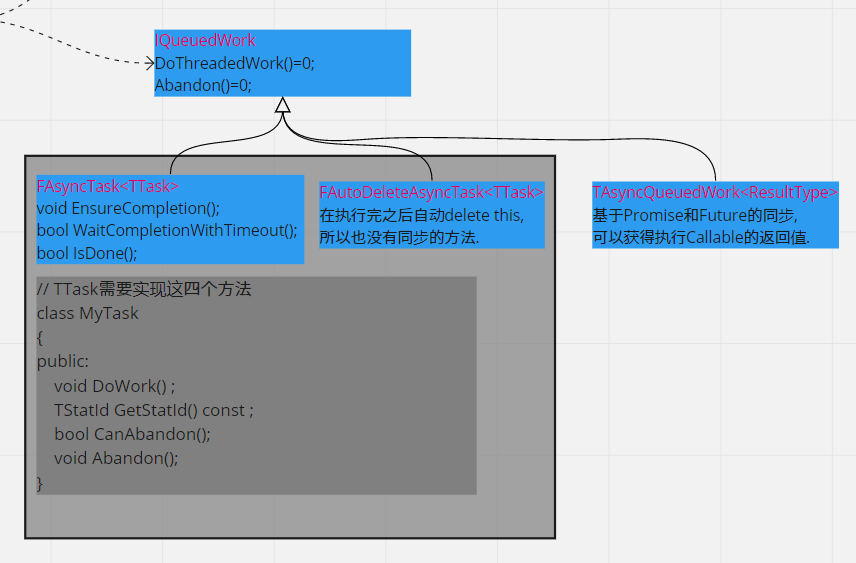 IQueuedWork
DoThreadedWork()=0;
Abandon()=0;
FAsyncTask<TTask>
void EnsureCompletion();
bool WaitCompletionWithTimeout();
bool IsDone();
FAutoDeleteAsyncTask<TTask>
在执行完之后自动delete this,
所以也没有同步的方法.
TAsyncQueuedWork<ResultType>
基于Promise和Future的同步,
可以获得执行Callable的返回值.
// TTask需要实现这四个方法
class MyTask
{
public:
    void DoWork() ;
    TStatId GetStatId() const ;
    bool CanAbandon();
    void Abandon();
}